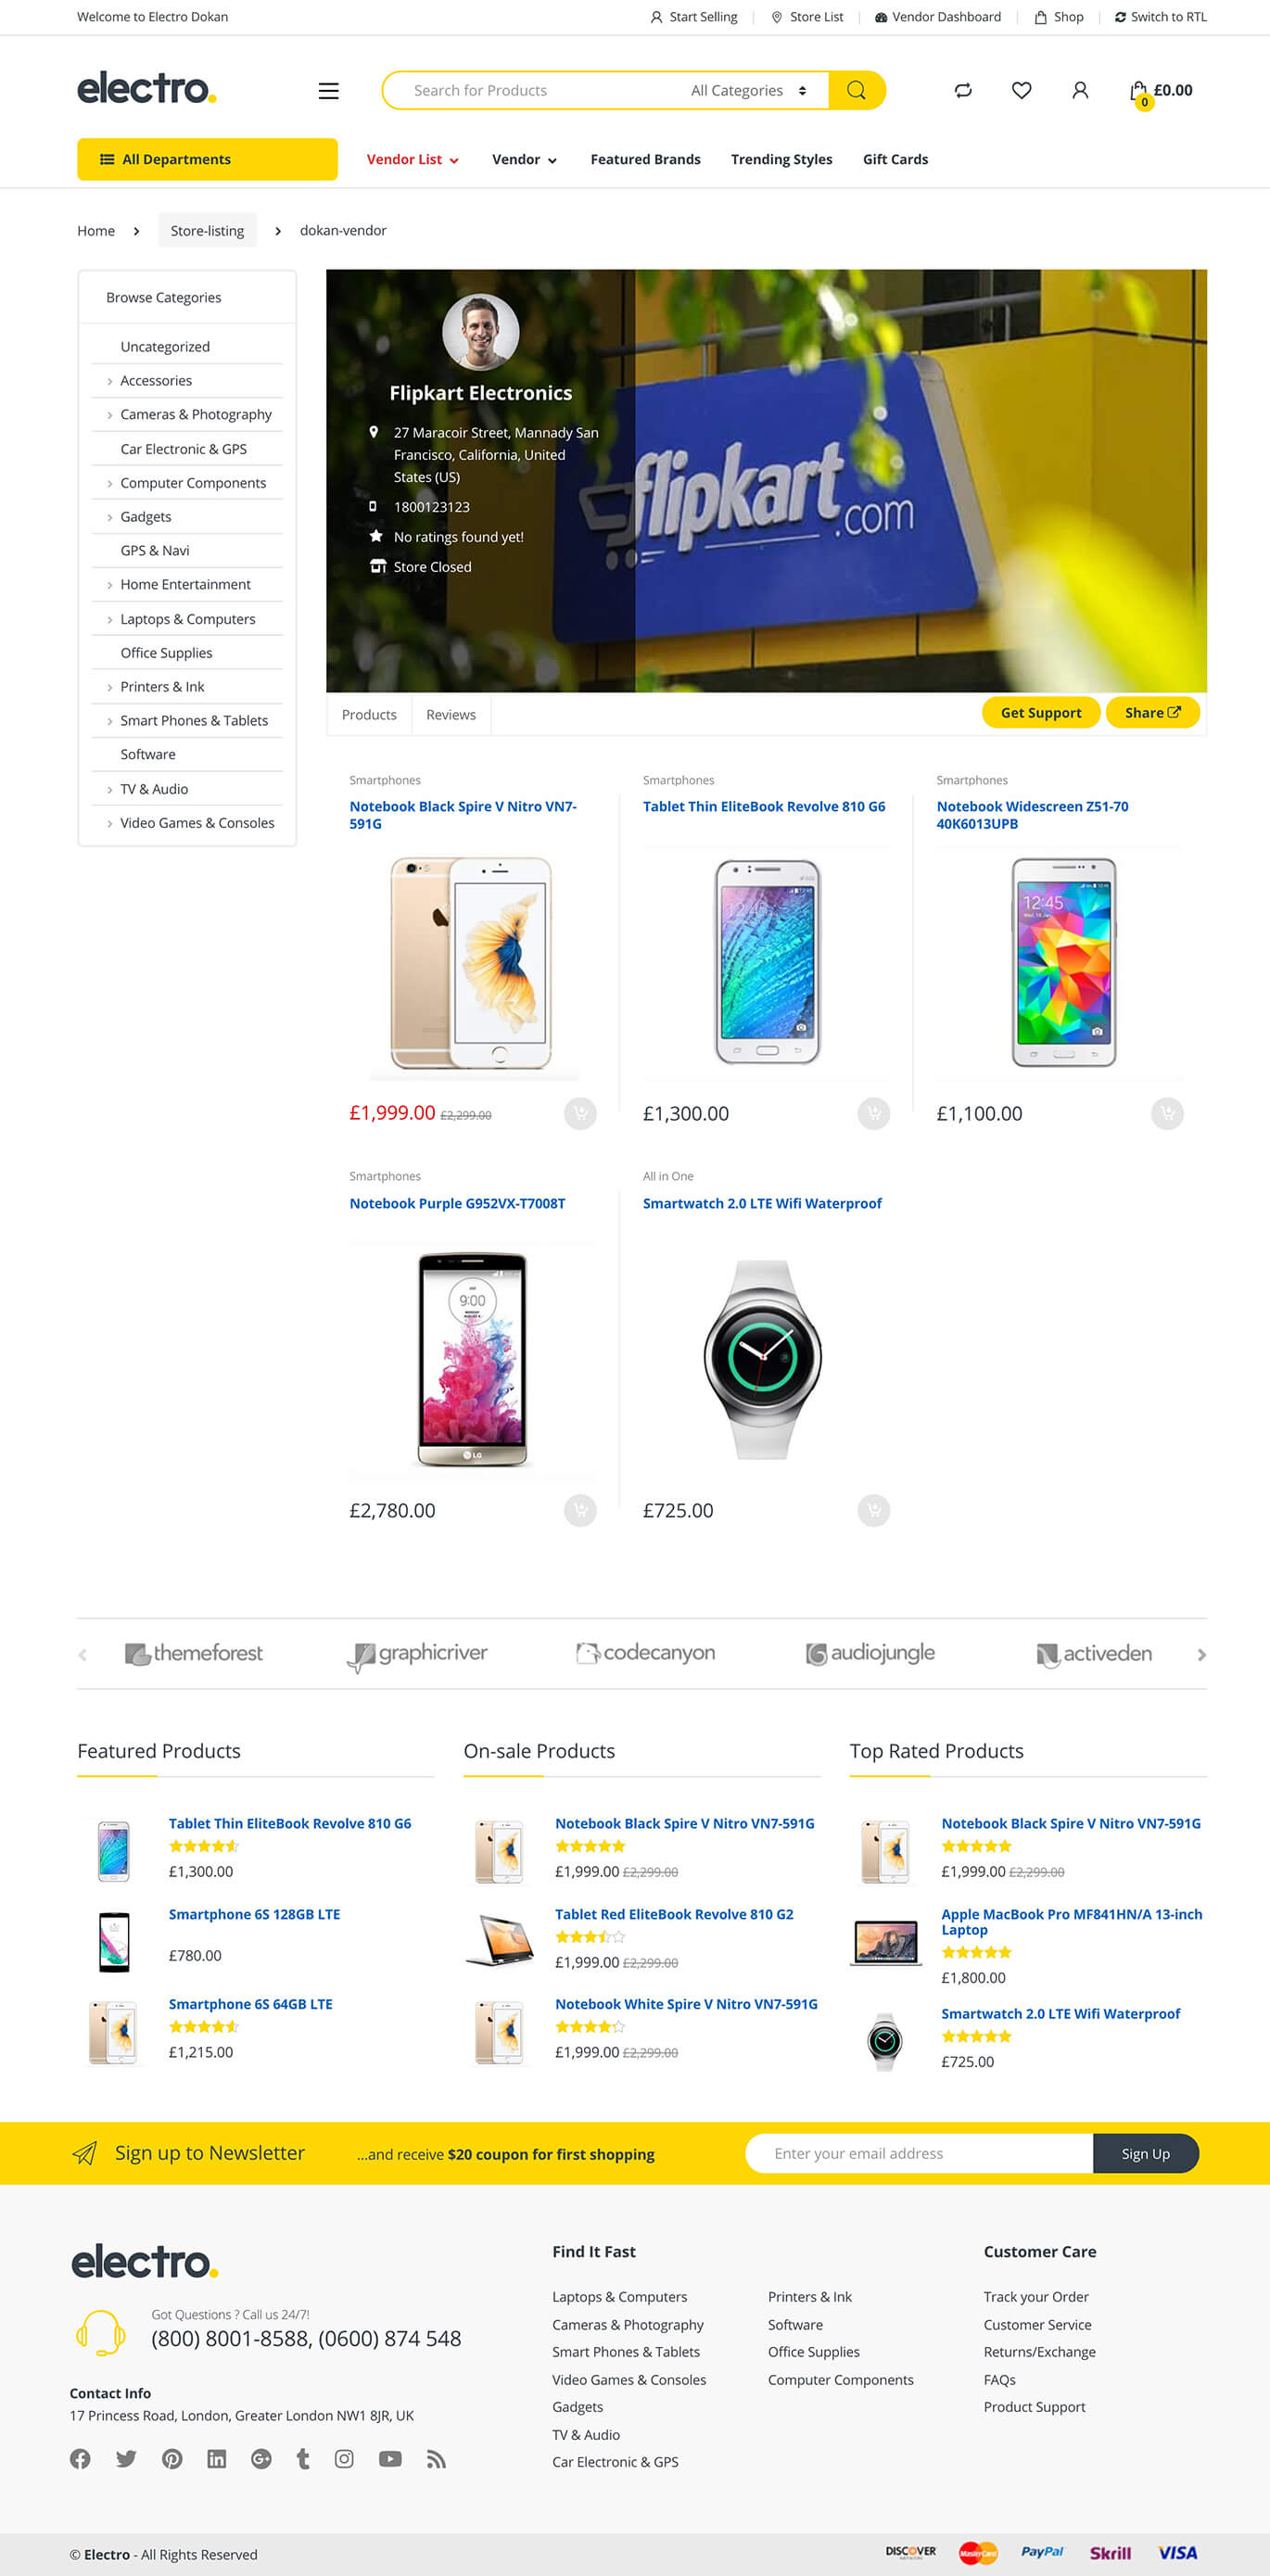 Welcome to Electro Dokan
Start Selling
Store List
Vendor Dashboard
Shop
Switch to RTL
electro.
Search for Products
All Categories
0
£0.00
All Departments
Vendor List
Vendor
Featured Brands
Trending Styles
Gift Cards
Home
Store-listing
dokan-vendor
Browse Categories
Uncategorized
Accessories
Cameras & Photography
Car Electronic & GPS
Computer Components
Gadgets
GPS & Navi
Home Entertainment
Laptops & Computers
Office Supplies
Printers & Ink
Smart Phones & Tablets
Software
TV & Audio
Video Games & Consoles
Flipkart Electronics
27 Maracoir Street, Mannady San
Francisco, California, United
States (US)
1800123123
No ratings found yet!
Store Closed
flipkart.com
Products
Reviews
Get Support
Share
Smartphones
Notebook Black Spire V Nitro VN7-
591G
£1,999.00 £2,299.00
Smartphones
Tablet Thin EliteBook Revolve 810 G6
12:45
£1,300.00
Smartphones
Notebook Widescreen Z51-70
40K6013UPB
12:45
£1,100.00
Smartphones
Notebook Purple G952VX-T7008T
9:00
LG
£2,780.00
All in One
Smartwatch 2.0 LTE Wifi Waterproof
£725.00
themeforest
graphicriver
codecanyon
audiojungle
activeden
Featured Products
Tablet Thin EliteBook Revolve 810 G6
£1,300.00
Smartphone 6S 128GB LTE
£780.00
Smartphone 6S 64GB LTE
£1,215.00
On-sale Products
Notebook Black Spire V Nitro VN7-591G
£1,999.00 £2,299.00
Tablet Red EliteBook Revolve 810 G2
£1,999.00 £2,299.00
Notebook White Spire V Nitro VN7-591G
£1,999.00 £2,299.00
Top Rated Products
Notebook Black Spire V Nitro VN7-591G
£1,999.00 £2,299.00
Apple MacBook Pro MF841HN/A 13-inch
Laptop
£1,800.00
Smartwatch 2.0 LTE Wifi Waterproof
£725.00
Sign up to Newsletter
...and receive $20 coupon for first shopping
Enter your email address
Sign Up
electro.
Got Questions ? Call us 24/7!
(800) 8001-8588, (0600) 874 548
Contact Info
17 Princess Road, London, Greater London NW1 8JR, UK
Find It Fast
Laptops & Computers
Cameras & Photography
Smart Phones & Tablets
Video Games & Consoles
Gadgets
TV & Audio
Car Electronic & GPS
Printers & Ink
Software
Office Supplies
Computer Components
Customer Care
Track your Order
Customer Service
Returns/Exchange
FAQs
Product Support
© Electro - All Rights Reserved
DISCOVER
MasterCard
PayPal
Skrill
VISA